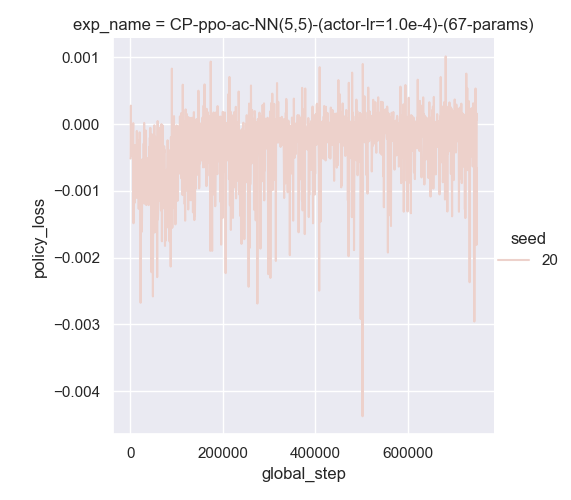 exp_name = CP-ppo-ac-NN(5,5)-(actor-lr=1.0e-4)-(67-params)
0.001
0.000
−0.001
−0.002
−0.003
−0.004
policy_loss
0 200000 400000 600000
global_step
seed
20